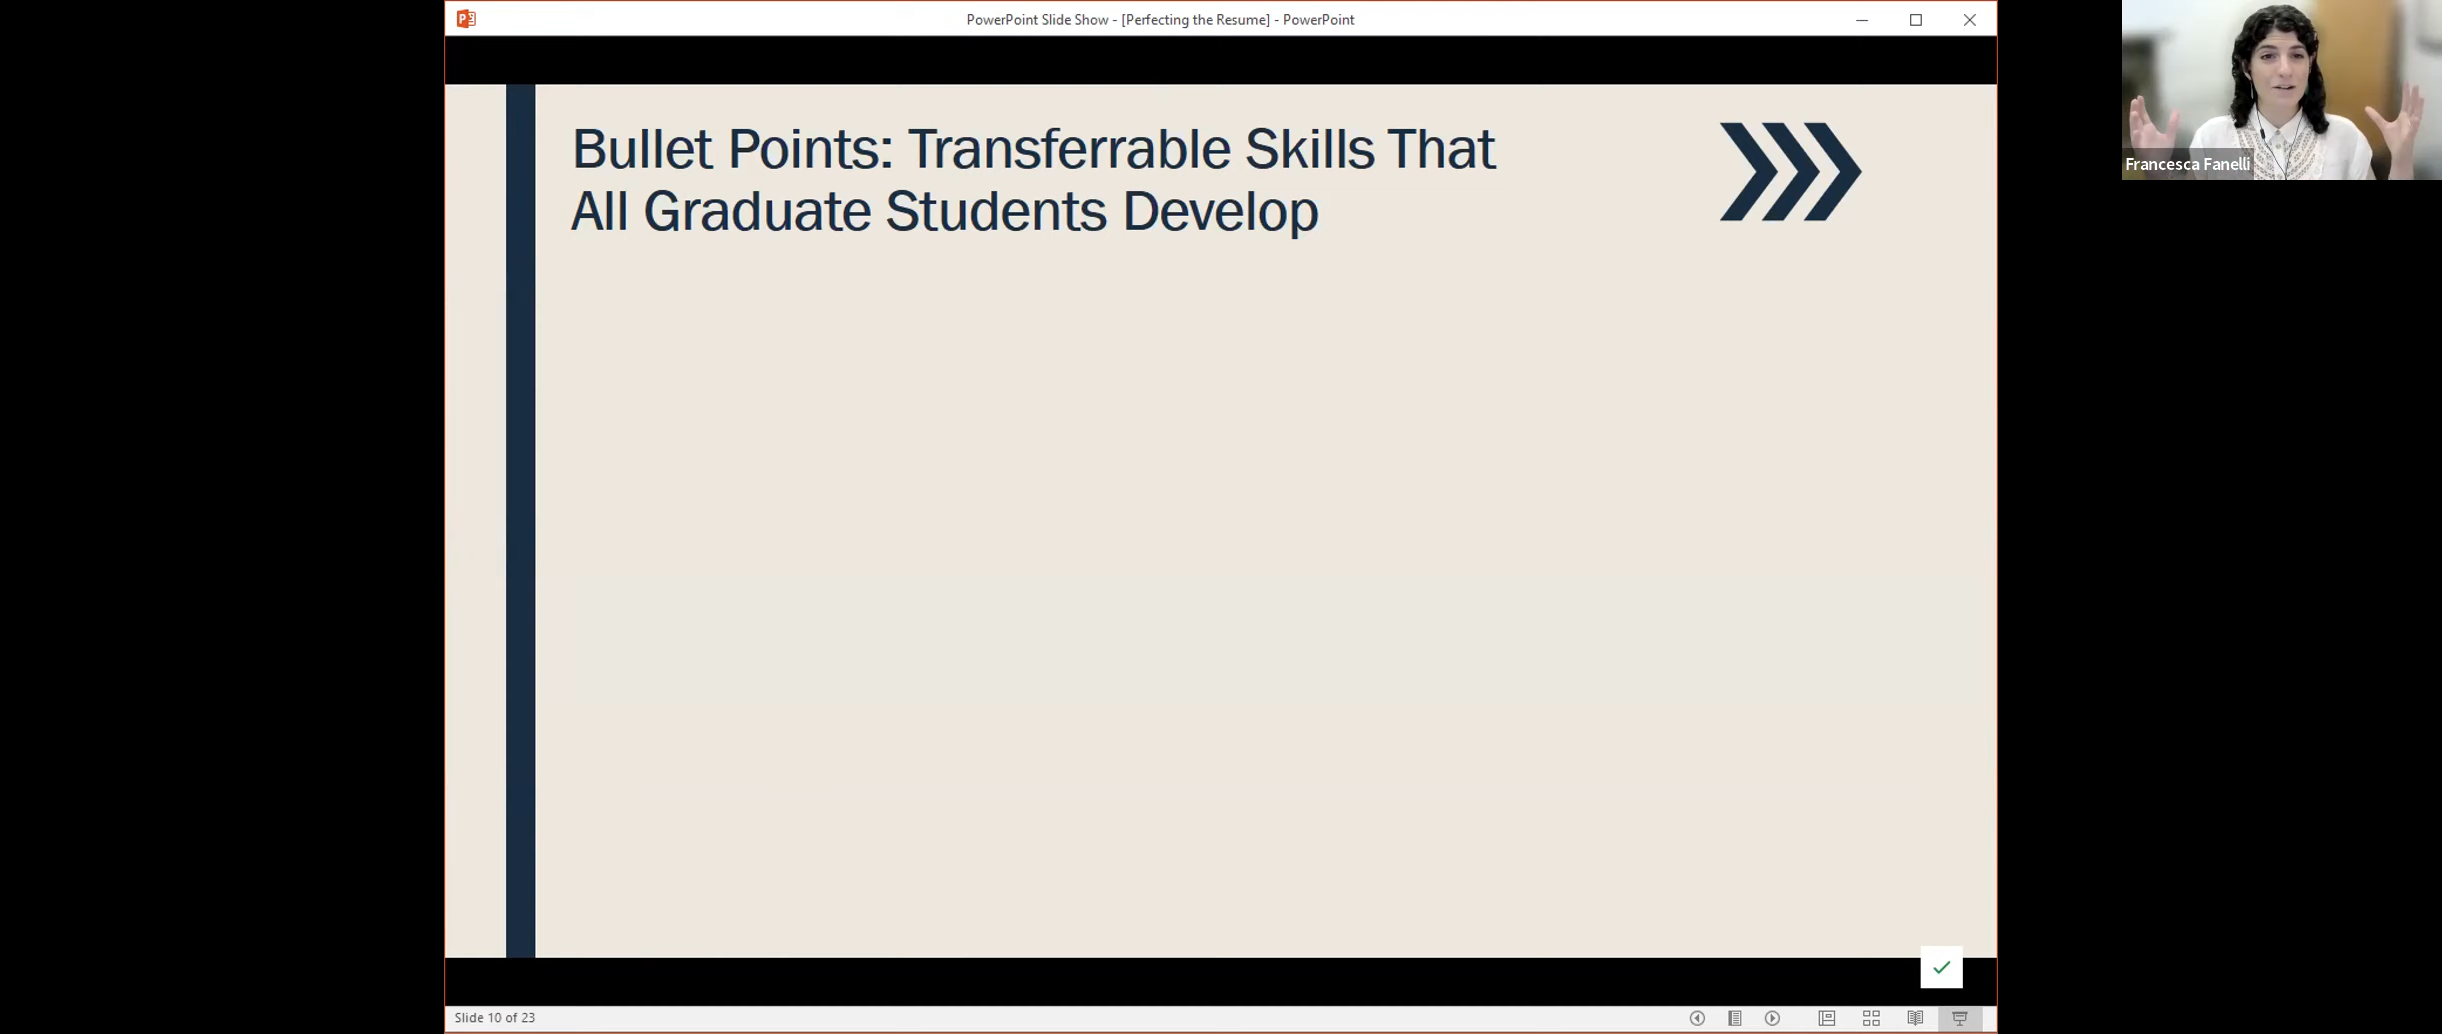 PowerPoint Slide Show - [Perfecting the Resume] - PowerPoint
Francesca Fanelli
Bullet Points: Transferrable Skills That
All Graduate Students Develop
Slide 10 of 23